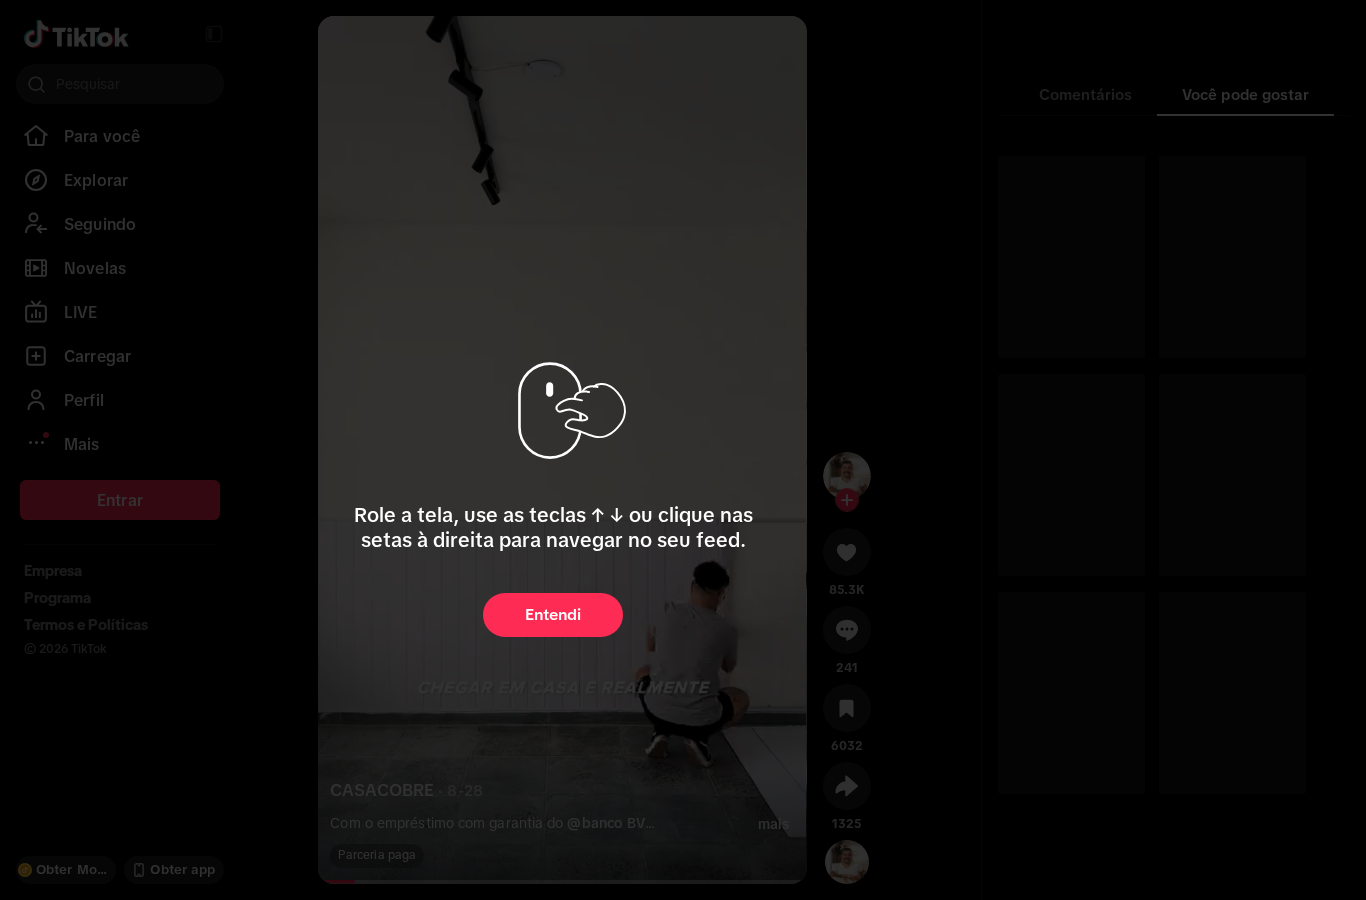 TikTok
Pesquisar
Para você
Explorar
Seguindo
Novelas
LIVE
Carregar
Perfil
Mais
Entrar
Empresa
Programa
Termos e Políticas
© 2026 TikTok
Obter Mo...
Obter app
Role a tela, use as teclas ↑ ↓ ou clique nas
setas à direita para navegar no seu feed.
Entendi
CHEGAR EM CASA E REALMENTE
CASACOBRE · 8-28
Com o empréstimo com garantia do @banco BV...
mais
Parceria paga
85.3K
241
6032
1325
Comentários
Você pode gostar